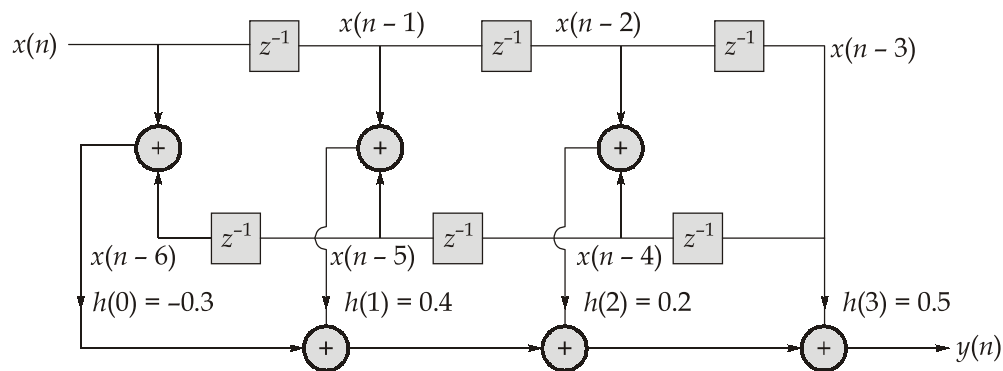 x(n) z⁻¹ x(n – 1) z⁻¹ x(n – 2) z⁻¹ x(n – 3)
+ + +
x(n – 6) z⁻¹ x(n – 5) z⁻¹ x(n – 4) z⁻¹
h(0) = –0.3 h(1) = 0.4 h(2) = 0.2 h(3) = 0.5
+ + + y(n)